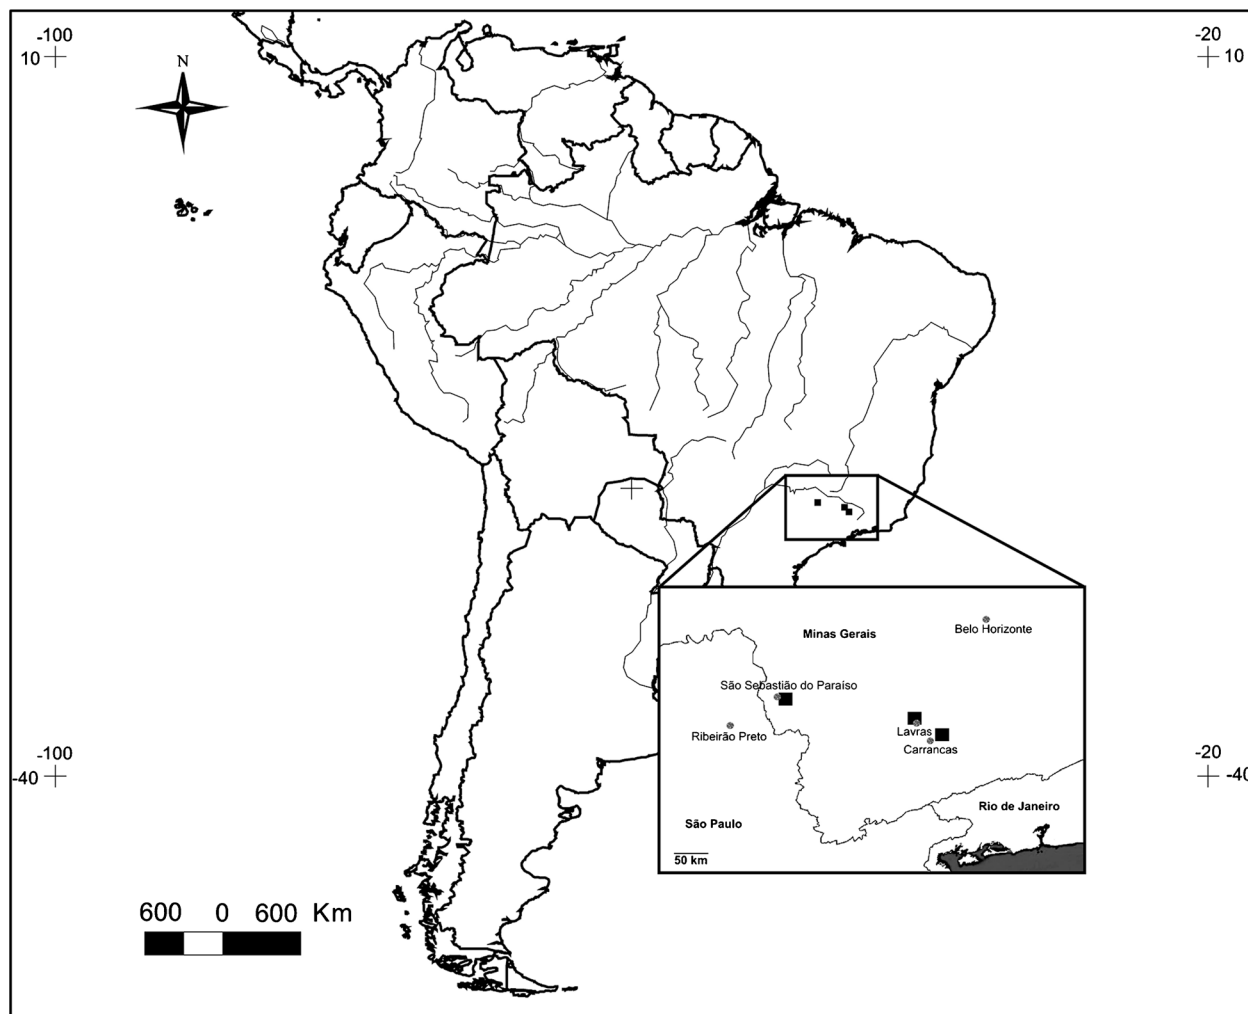 -100
10
-20
10
N
Minas Gerais
Belo Horizonte
São Sebastião do Paraíso
Ribeirão Preto
Lavras
Carrancas
Rio de Janeiro
São Paulo
50 km
-100
-40
-20
-40
600 0 600 Km